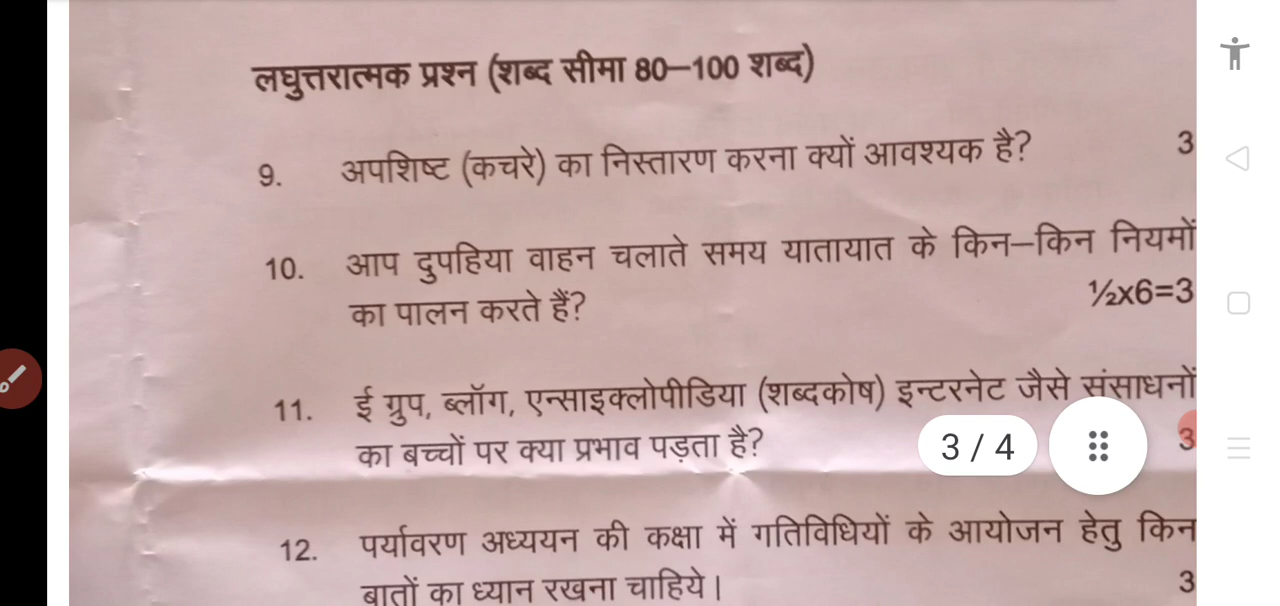 लघुत्तरात्मक प्रश्न (शब्द सीमा 80–100 शब्द)
9. अपशिष्ट (कचरे) का निस्तारण करना क्यों आवश्यक है? 3
10. आप दुपहिया वाहन चलाते समय यातायात के किन–किन नियमों
का पालन करते हैं? ½x6=3
11. ई ग्रुप, ब्लॉग, एन्साइक्लोपीडिया (शब्दकोष) इन्टरनेट जैसे संसाधनों
का बच्चों पर क्या प्रभाव पड़ता है? 3
3 / 4
12. पर्यावरण अध्ययन की कक्षा में गतिविधियों के आयोजन हेतु किन
बातों का ध्यान रखना चाहिये। 3